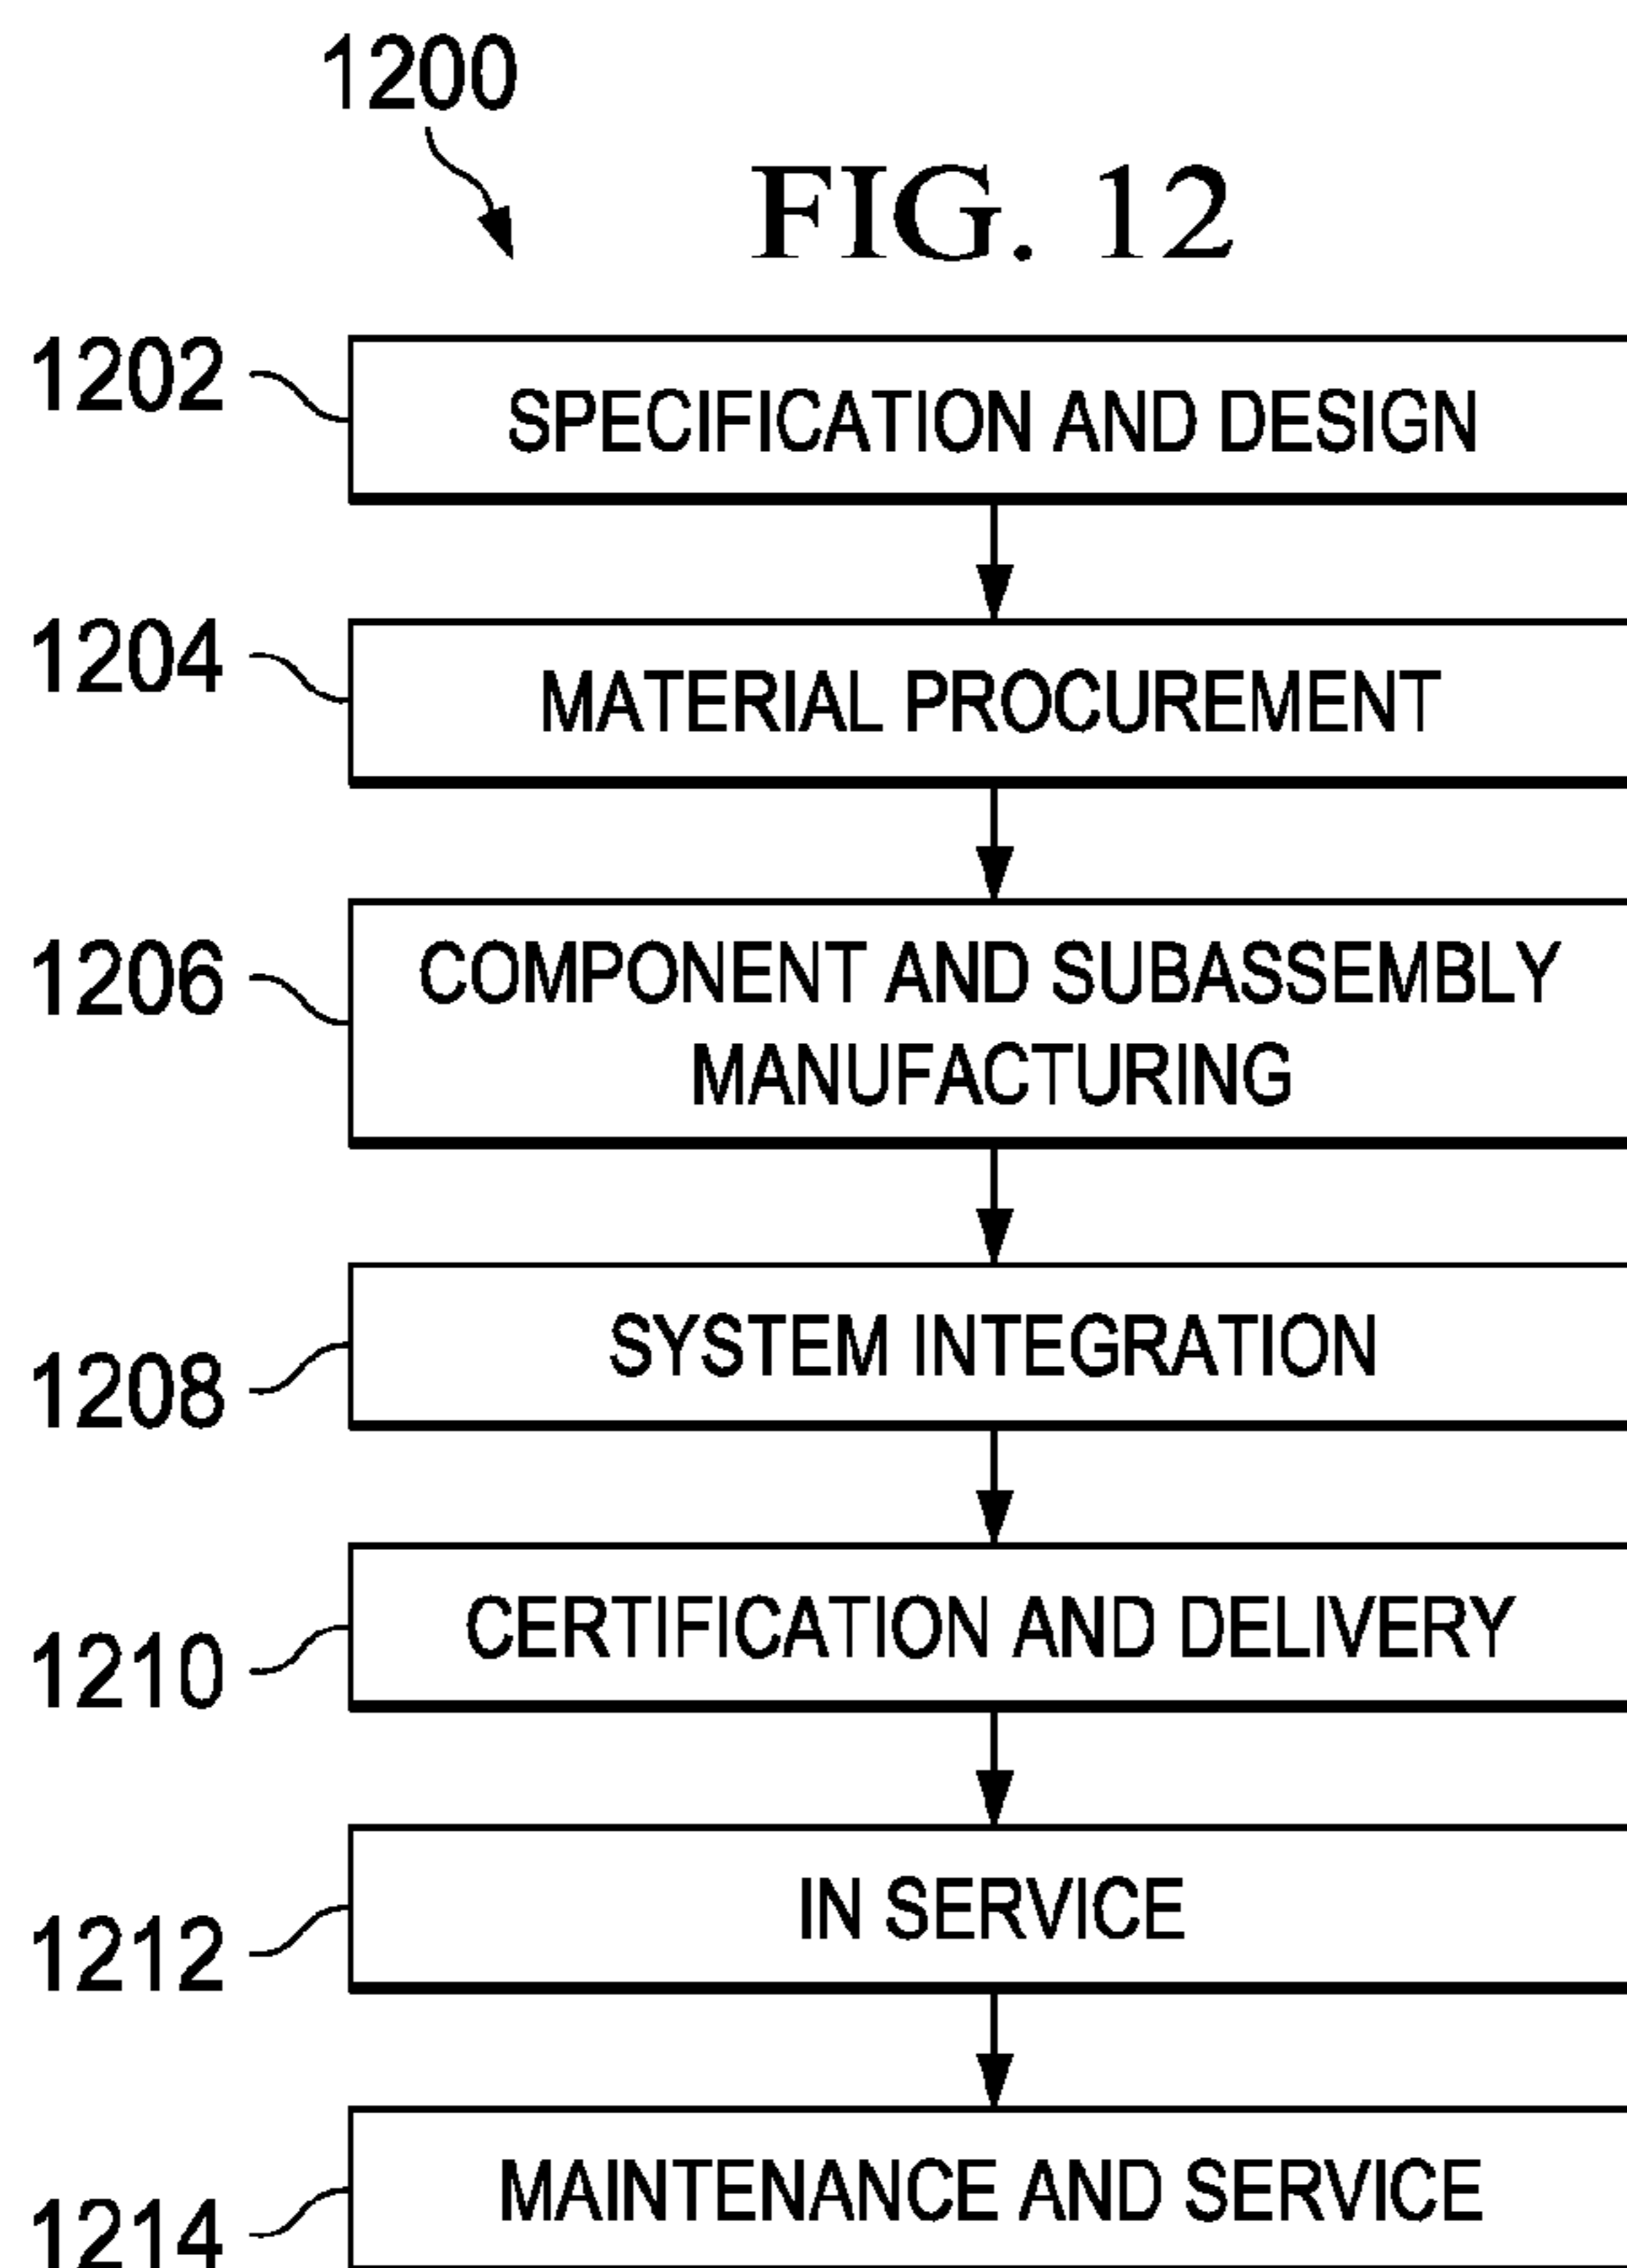 1200
FIG. 12
1202
SPECIFICATION AND DESIGN
1204
MATERIAL PROCUREMENT
1206
COMPONENT AND SUBASSEMBLY
MANUFACTURING
1208
SYSTEM INTEGRATION
1210
CERTIFICATION AND DELIVERY
1212
IN SERVICE
1214
MAINTENANCE AND SERVICE